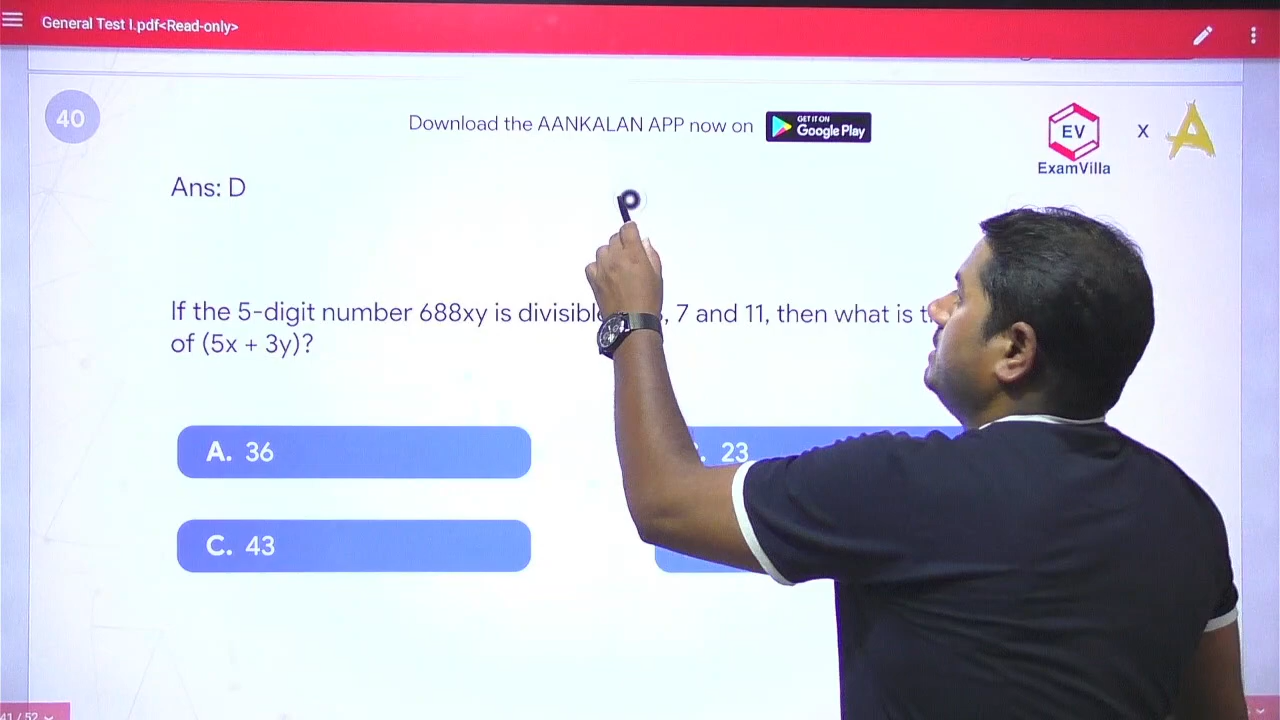 General Test I.pdf<Read-only>
40
Download the AANKALAN APP now on
GET IT ON
Google Play
EV
X
ExamVilla
Ans: D
If the 5-digit number 688xy is divisible , 7 and 11, then what is
of (5x + 3y)?
A. 36
23
C. 43
41 / 52